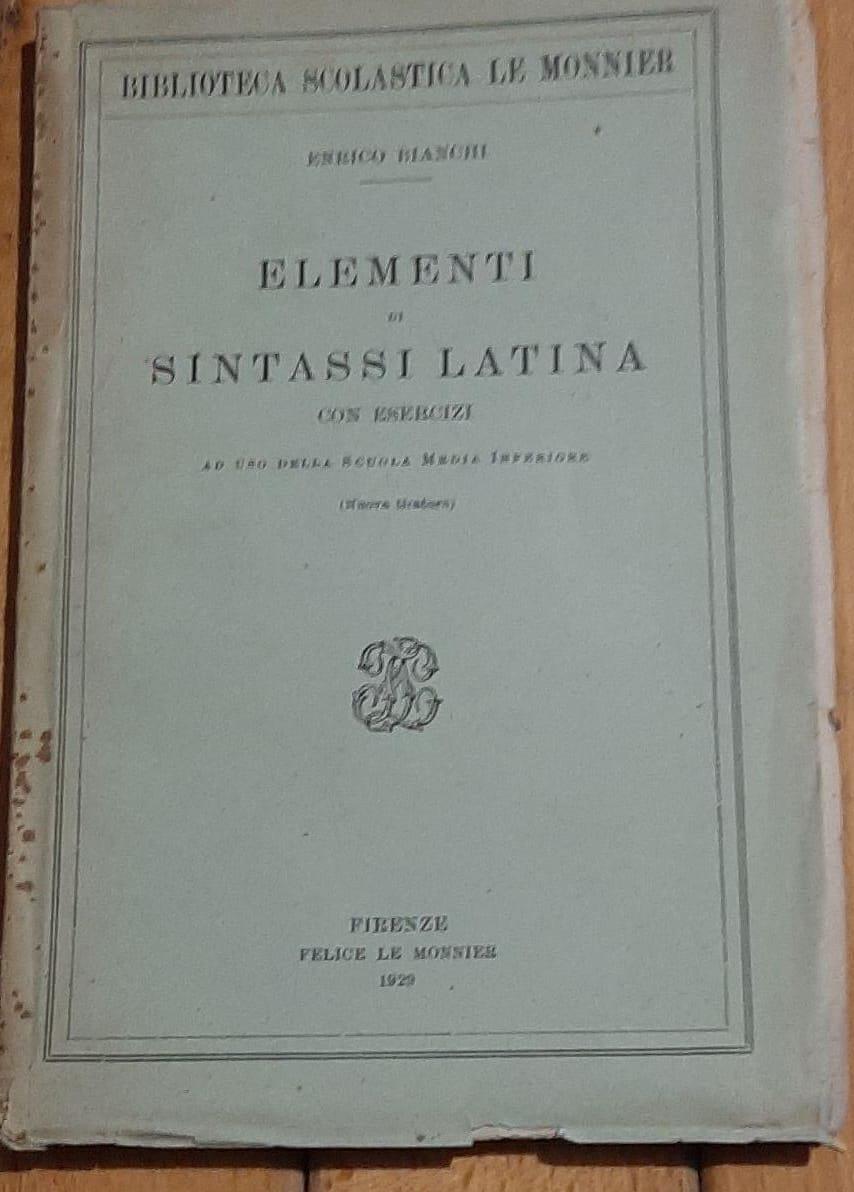 BIBLIOTECA SCOLASTICA LE MONNIER
ENRICO BIANCHI
ELEMENTI
DI
SINTASSI LATINA
CON ESERCIZI
AD USO DELLA SCUOLA MEDIA INFERIORE
(Nuova
FIRENZE
FELICE LE MONNIER
1929